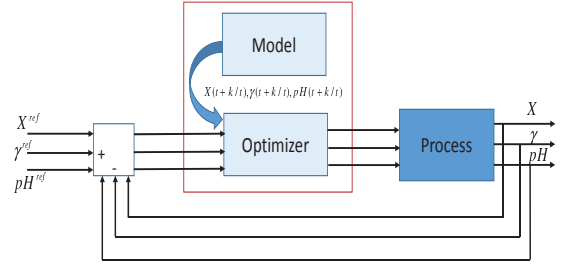 Model
X(t+k/t),γ(t+k/t),pH(t+k/t)
X^ref
γ^ref
pH^ref
+
-
Optimizer
Process
X
γ
pH